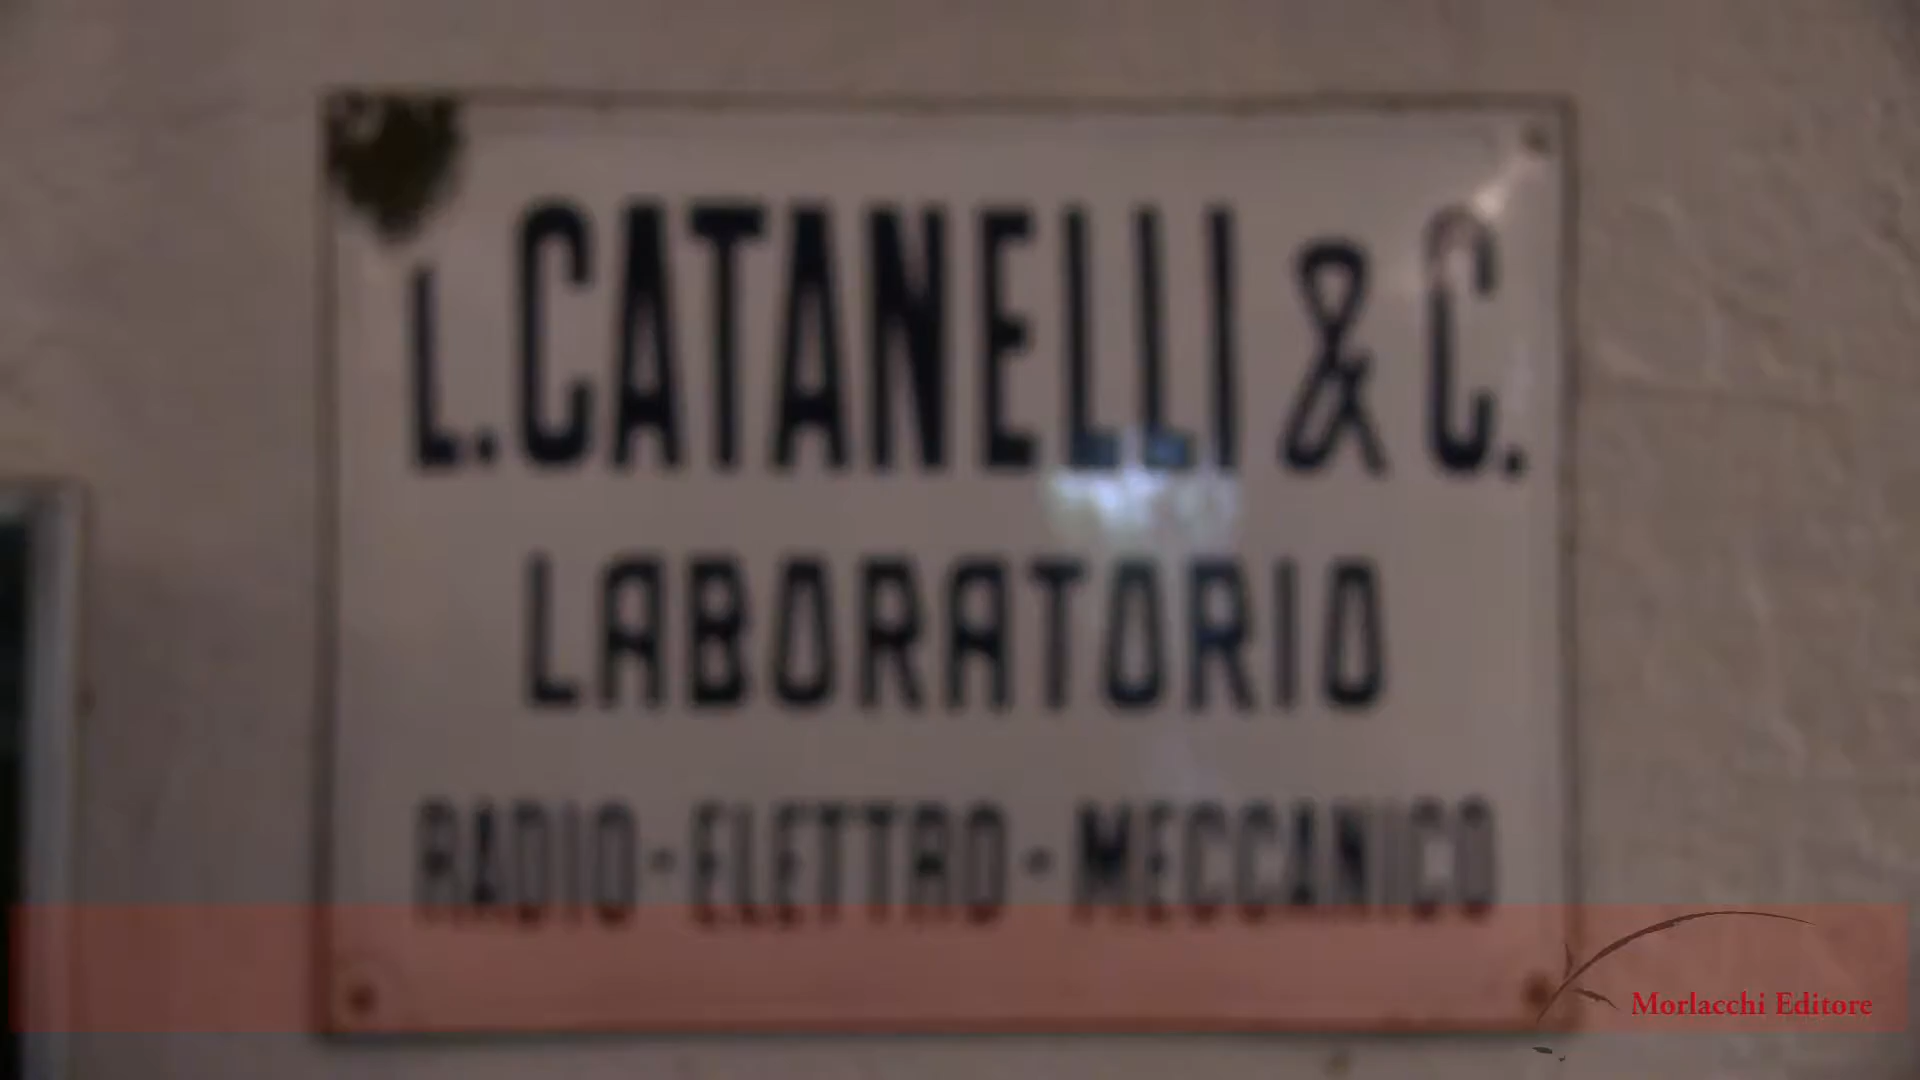 L. CATANELLI & C.
LABORATORIO
RADIO-ELETTRO-MECCANICO
Morlacchi Editore